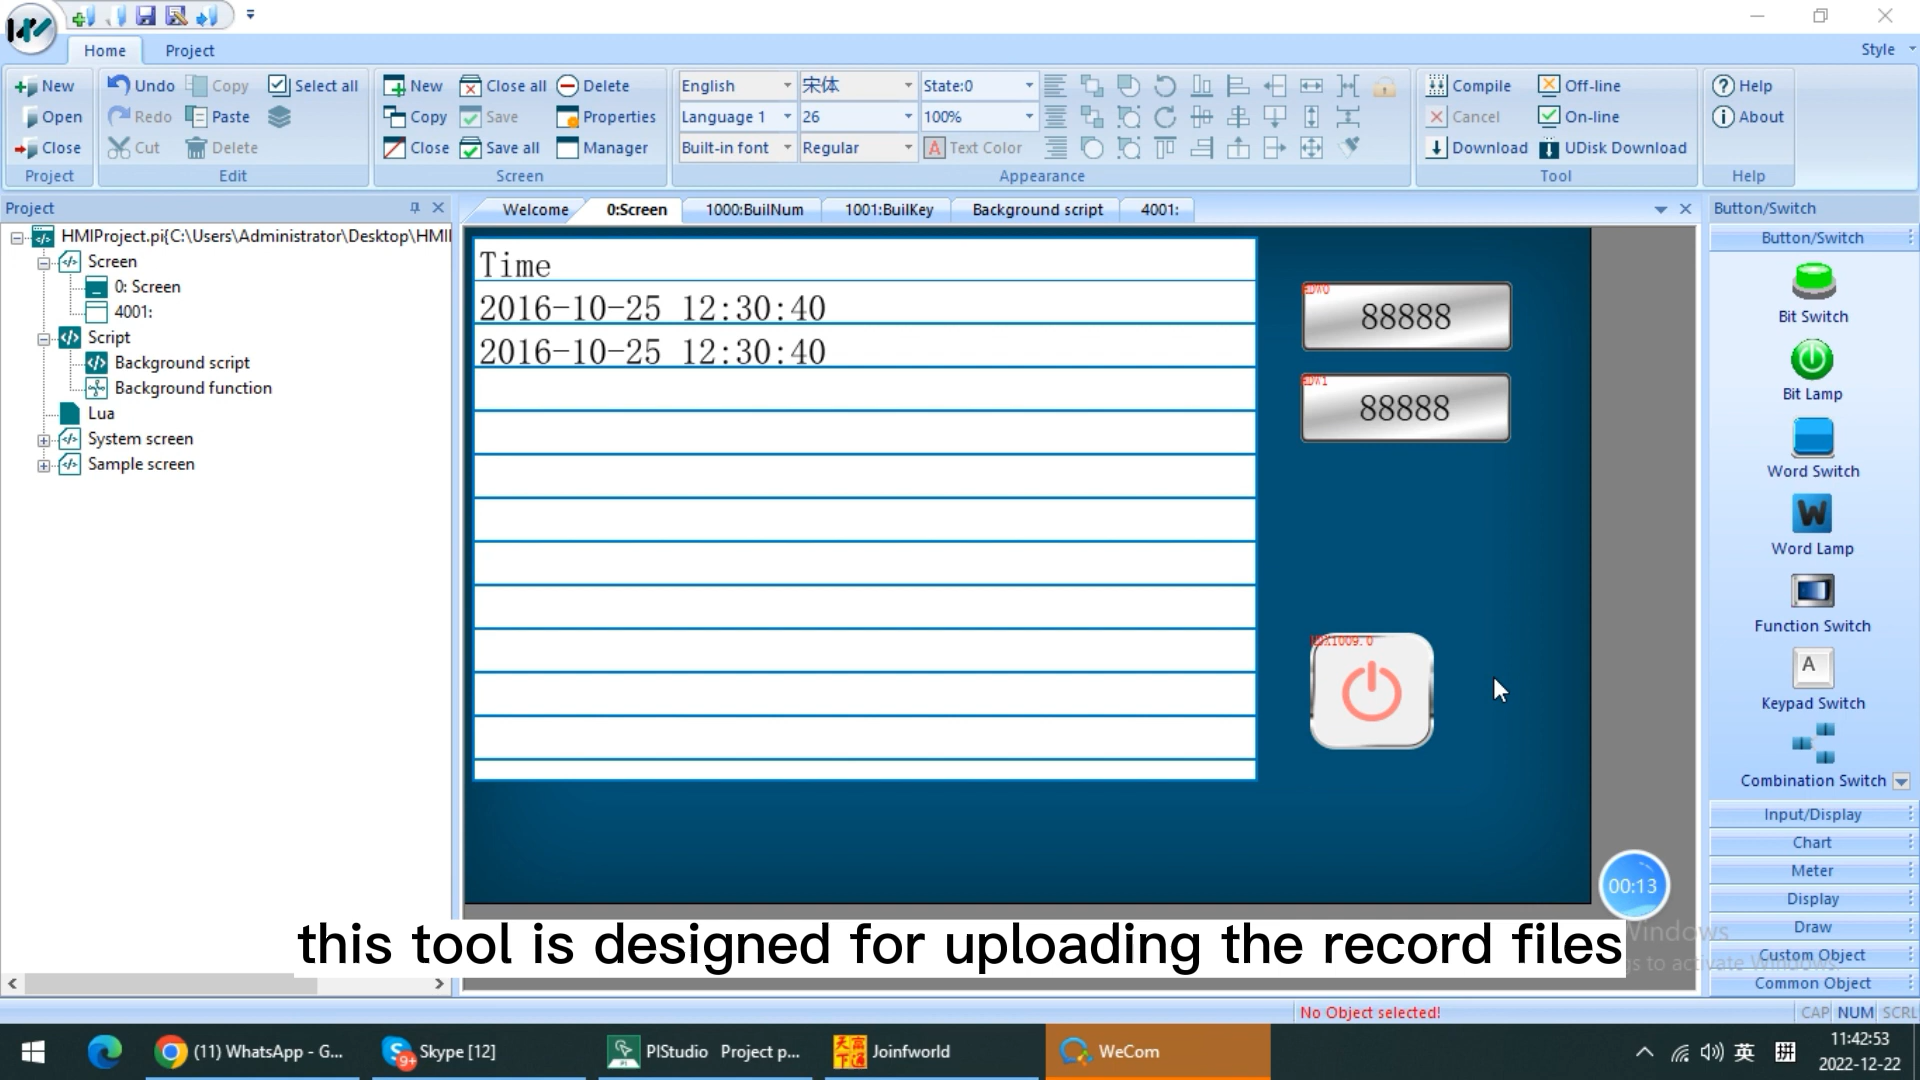 Home Project Style
New Undo Copy Select all New Close all Delete English 宋体 State:0 Compile Off-line Help
Open Redo Paste Copy Save Properties Language 1 26 100% Cancel On-line About
Close Cut Delete Close Save all Manager Built-in font Regular A Text Color Download UDisk Download
Project Edit Screen Appearance Tool Help
Project
Welcome 0:Screen 1000:BuilNum 1001:BuilKey Background script 4001:
Button/Switch
HMIProject.pi{C:\Users\Administrator\Desktop\HMI
Screen
0: Screen
4001:
Script
Background script
Background function
Lua
System screen
Sample screen
Time
2016-10-25 12:30:40
2016-10-25 12:30:40
88888
88888
Button/Switch
Bit Switch
Bit Lamp
Word Switch
W
Word Lamp
Function Switch
A
Keypad Switch
Combination Switch
Input/Display
Chart
Meter
Display
Draw
Custom Object
Common Object
00:13
this tool is designed for uploading the record files
No Object selected!
CAP NUM SCRL
(11) WhatsApp - G...
9+ Skype [12]
PIStudio Project p...
天高下通 Joinfworld
WeCom
英 拼
11:42:53
2022-12-22